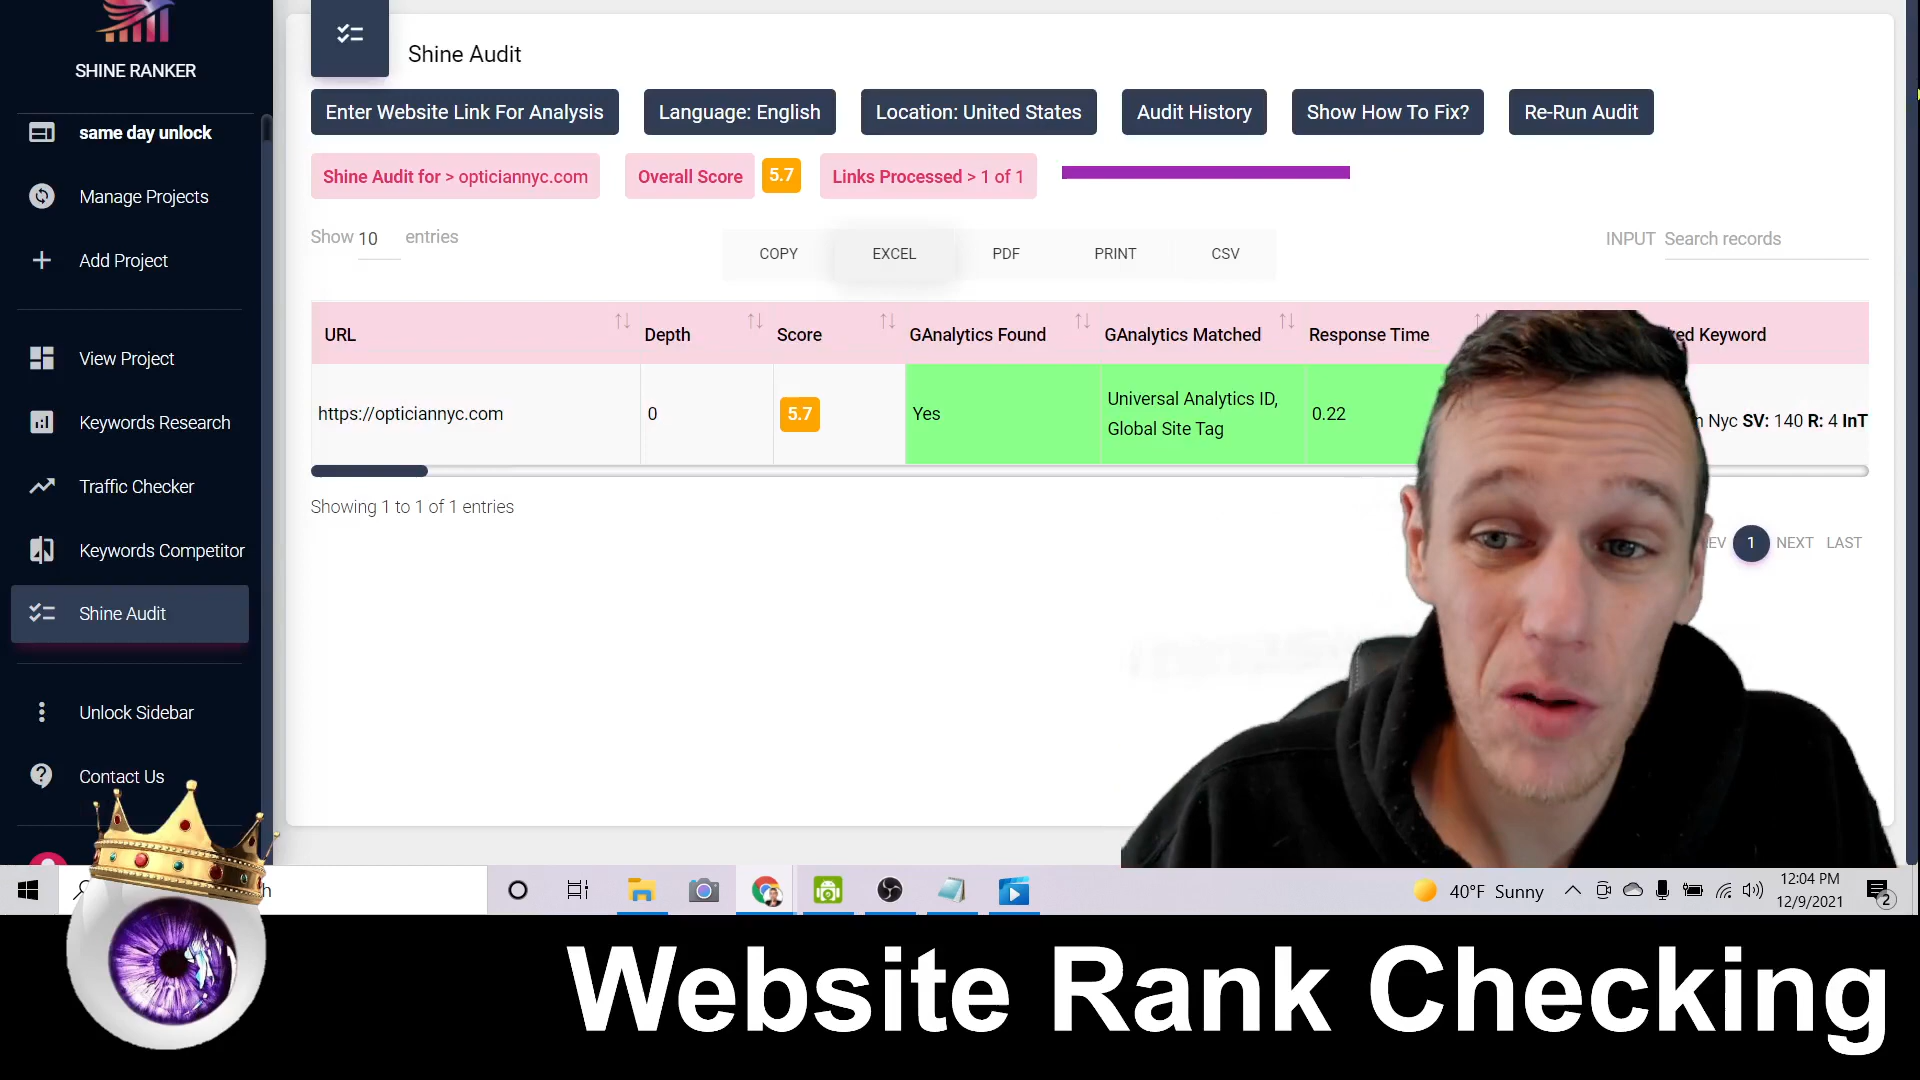 SHINE RANKER
same day unlock
Manage Projects
Add Project
View Project
Keywords Research
Traffic Checker
Keywords Competitor
Shine Audit
Unlock Sidebar
Contact Us
Shine Audit
Enter Website Link For Analysis Language: English Location: United States Audit History Show How To Fix? Re-Run Audit
Shine Audit for > opticiannyc.com Overall Score 5.7 Links Processed > 1 of 1
Show 10 entries COPY EXCEL PDF PRINT CSV INPUT Search records
URL Depth Score GAnalytics Found GAnalytics Matched Response Time Keyword
https://opticiannyc.com 0 5.7 Yes Universal Analytics ID, Global Site Tag 0.22 Nyc SV: 140 R: 4 InT
Showing 1 to 1 of 1 entries
1 NEXT LAST
40°F Sunny 12:04 PM
12/9/2021
2
Website Rank Checking